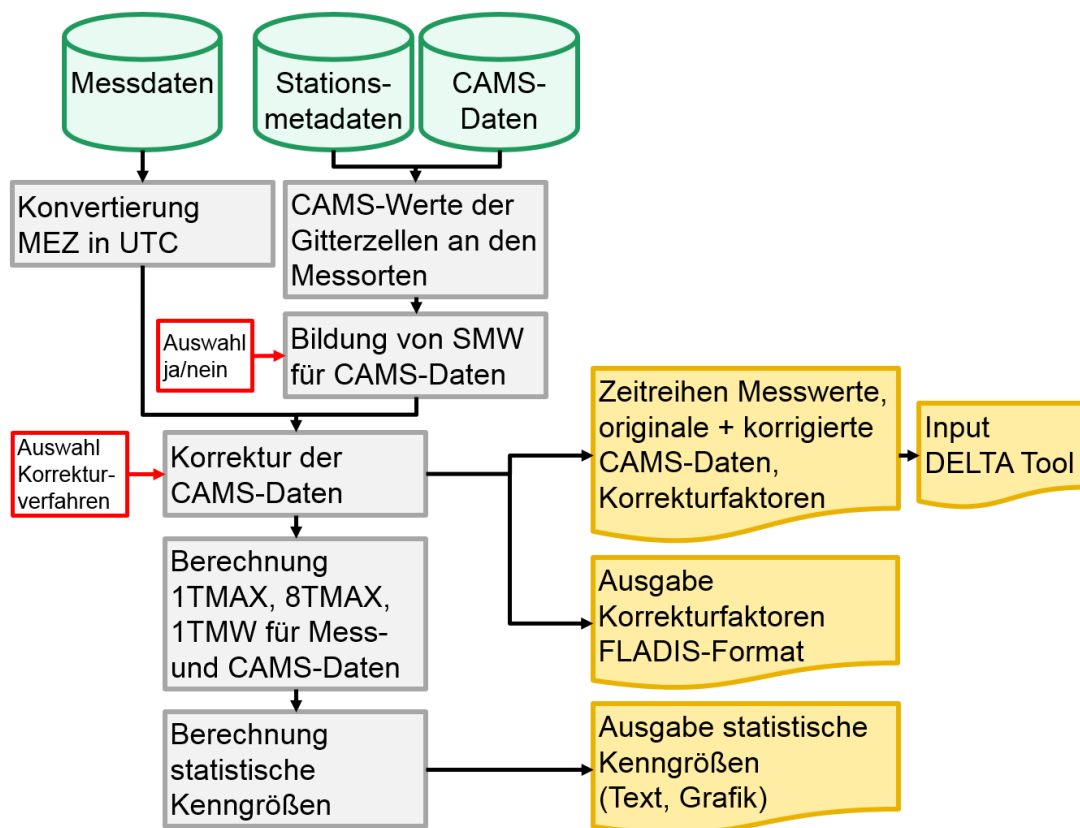 Messdaten
Stations-
metadaten
CAMS-
Daten
Konvertierung
MEZ in UTC
CAMS-Werte der
Gitterzellen an den
Messorten
Auswahl
ja/nein
Bildung von SMW
für CAMS-Daten
Auswahl
Korrektur-
verfahren
Korrektur der
CAMS-Daten
Zeitreihen Messwerte,
originale + korrigierte
CAMS-Daten,
Korrekturfaktoren
Input
DELTA Tool
Berechnung
1TMAX, 8TMAX,
1TMW für Mess-
und CAMS-Daten
Ausgabe
Korrekturfaktoren
FLADIS-Format
Berechnung
statistische
Kenngrößen
Ausgabe statistische
Kenngrößen
(Text, Grafik)